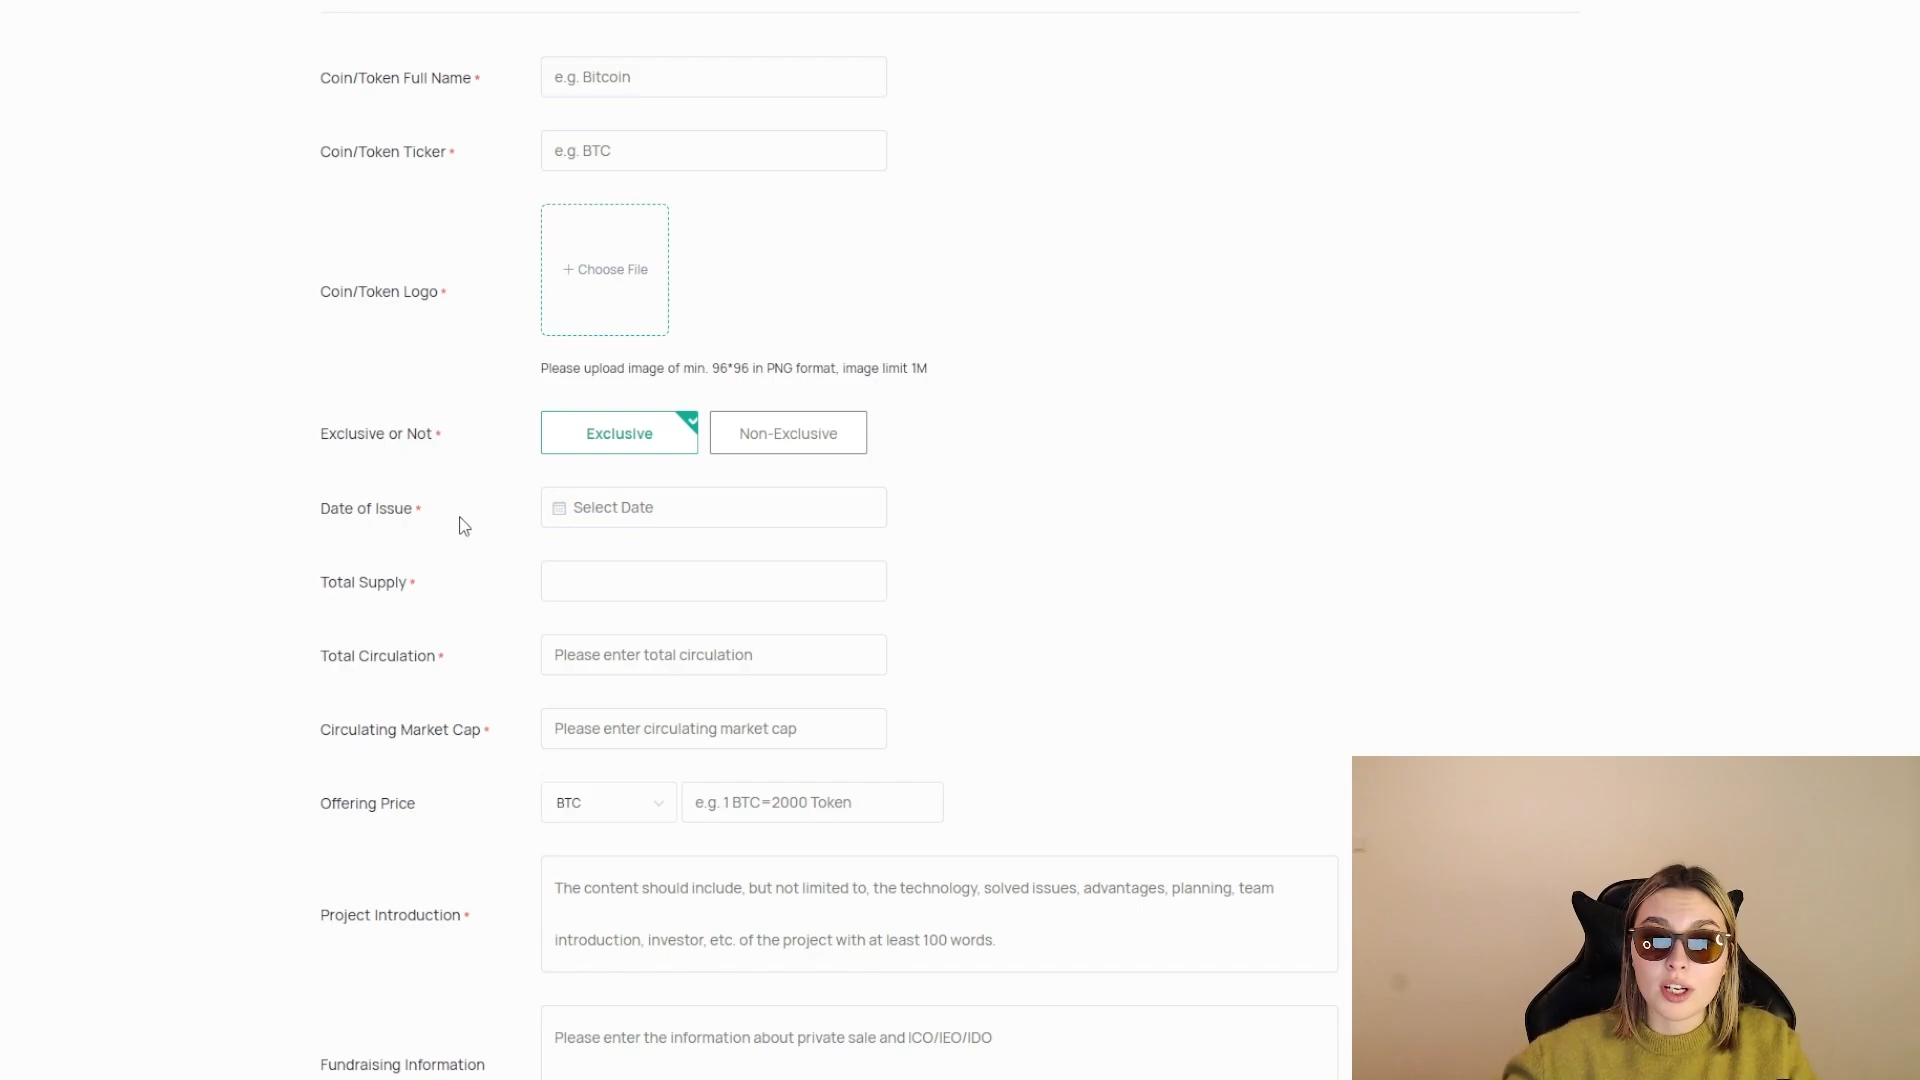 Coin/Token Full Name *
e.g. Bitcoin
Coin/Token Ticker *
e.g. BTC
Coin/Token Logo *
+ Choose File
Please upload image of min. 96*96 in PNG format, image limit 1M
Exclusive or Not *
Exclusive
Non-Exclusive
Date of Issue *
Select Date
Total Supply *
Total Circulation *
Please enter total circulation
Circulating Market Cap *
Please enter circulating market cap
Offering Price
BTC
e.g. 1 BTC=2000 Token
Project Introduction *
The content should include, but not limited to, the technology, solved issues, advantages, planning, team
introduction, investor, etc. of the project with at least 100 words.
Fundraising Information
Please enter the information about private sale and ICO/IEO/IDO